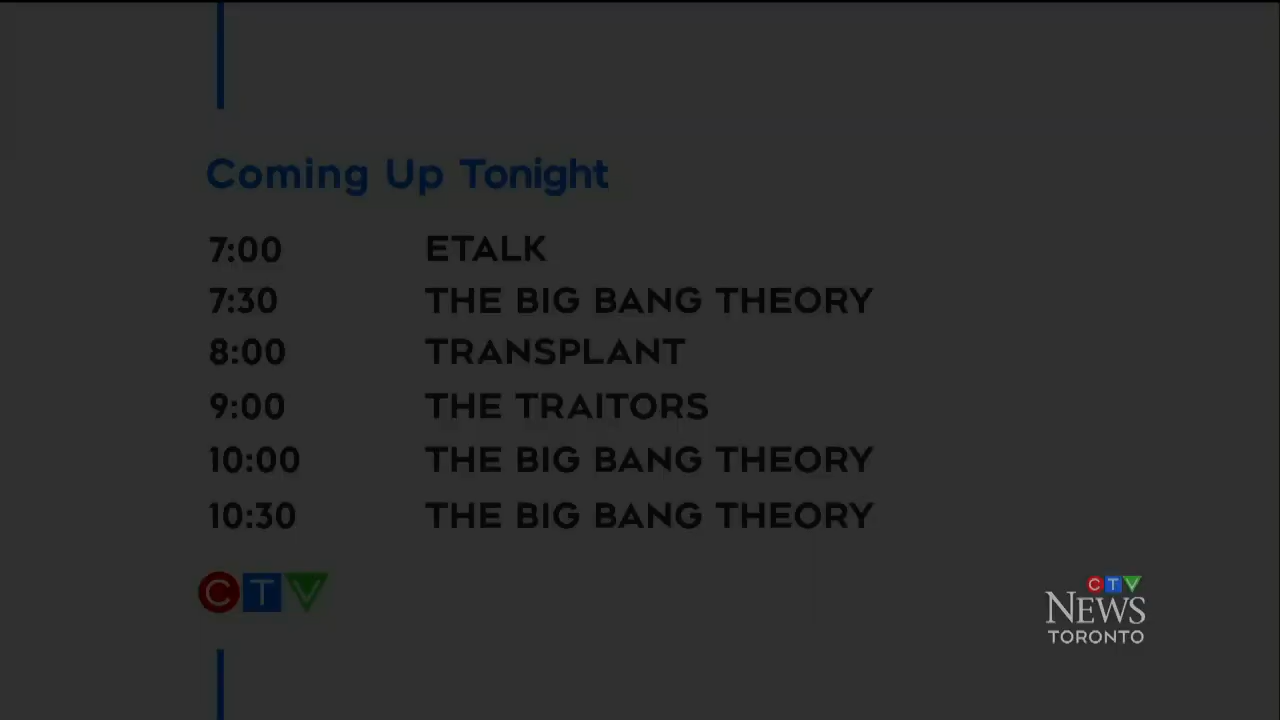 Coming Up Tonight
7:00 ETALK
7:30 THE BIG BANG THEORY
8:00 TRANSPLANT
9:00 THE TRAITORS
10:00 THE BIG BANG THEORY
10:30 THE BIG BANG THEORY
CTV
CTV
NEWS
TORONTO